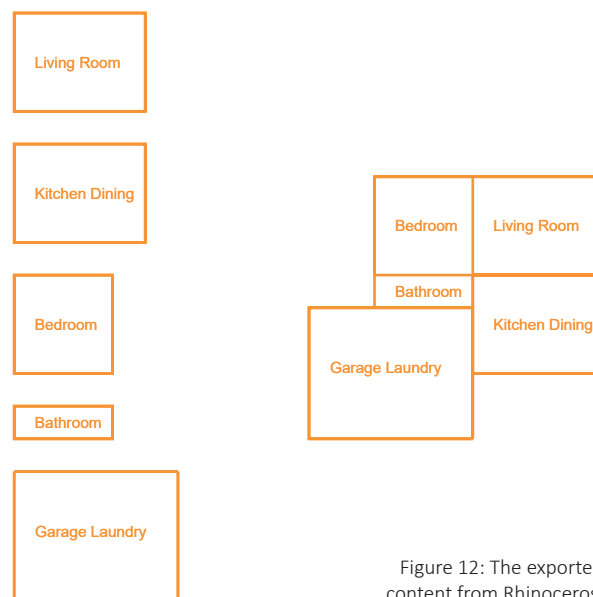 Living Room
Kitchen Dining
Bedroom
Bathroom
Garage Laundry
Bedroom
Living Room
Bathroom
Kitchen Dining
Garage Laundry
Figure 12: The exporte
content from Rhinoceros